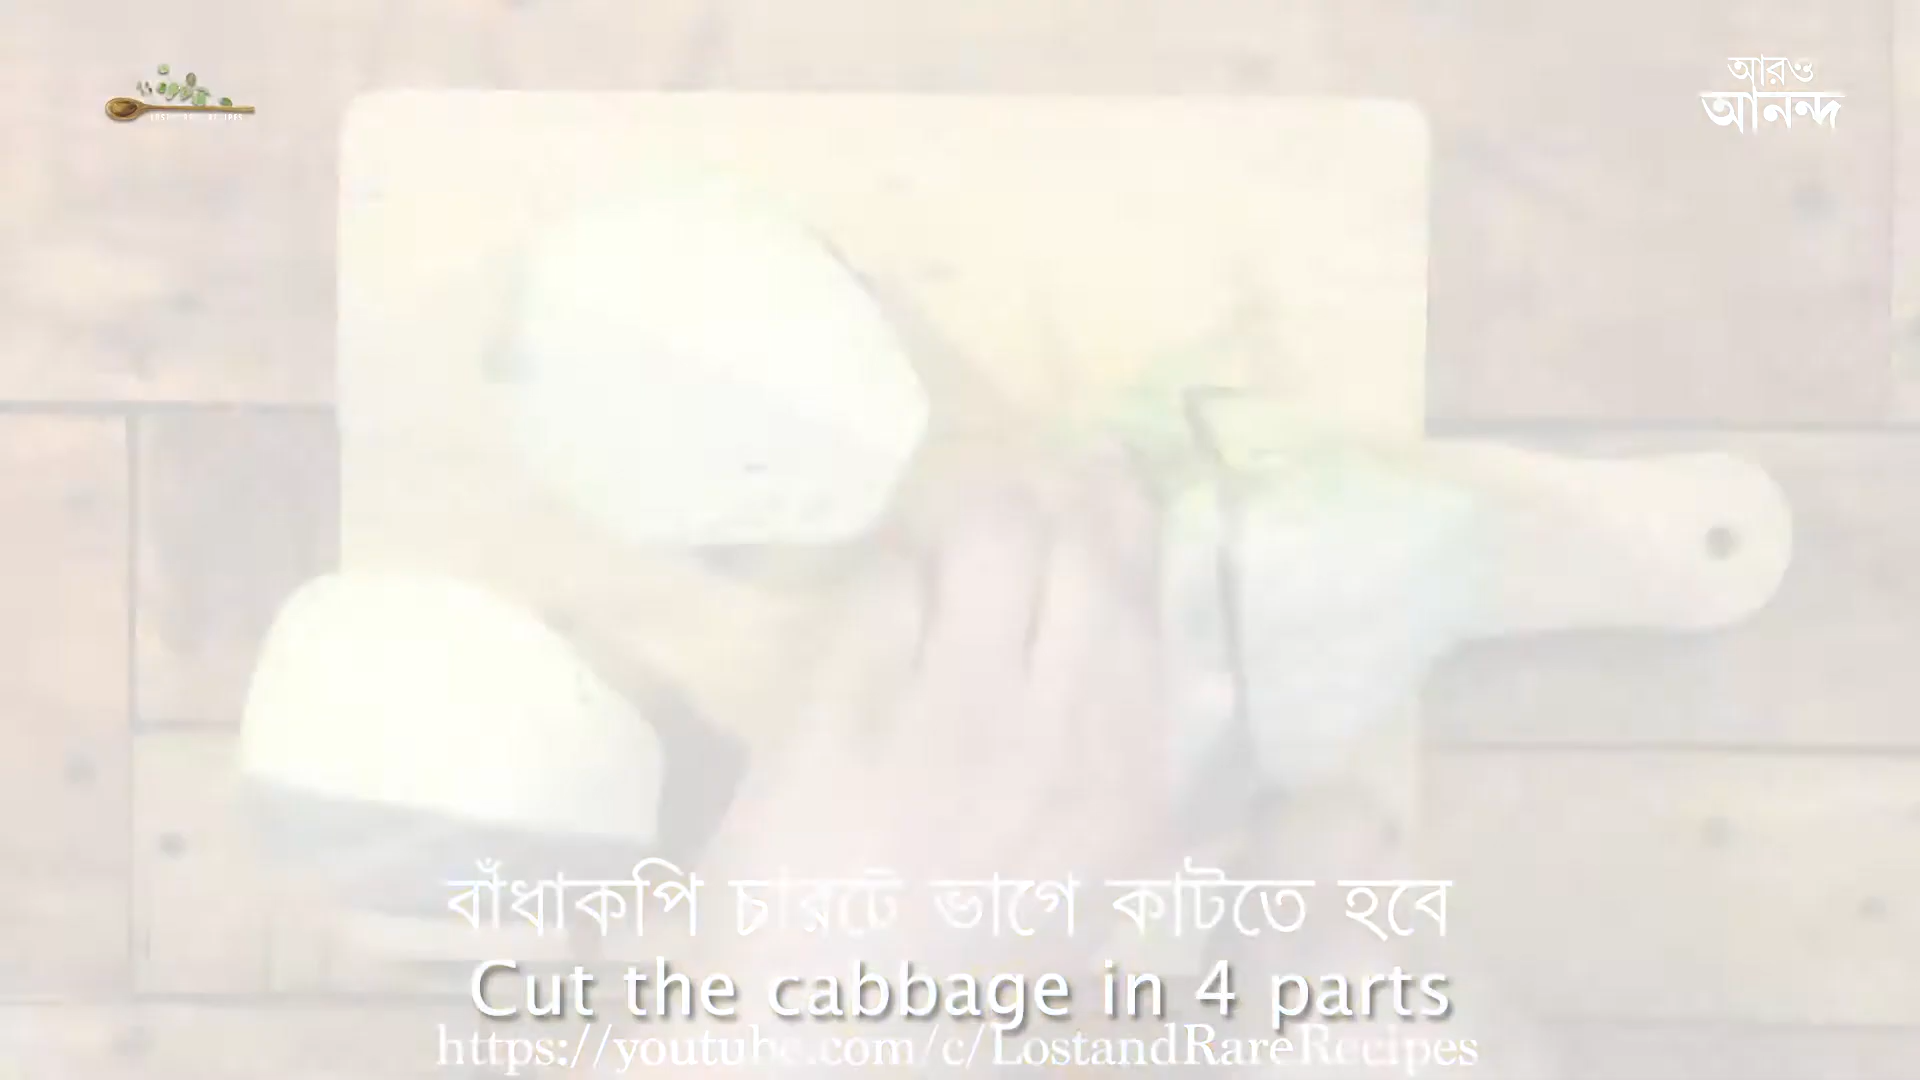 আরও
আনন্দ
বাঁধাকপি চারটে ভাগে কাটতে হবে
Cut the cabbage in 4 parts
https://youtube.com/c/LostandRareRecipes